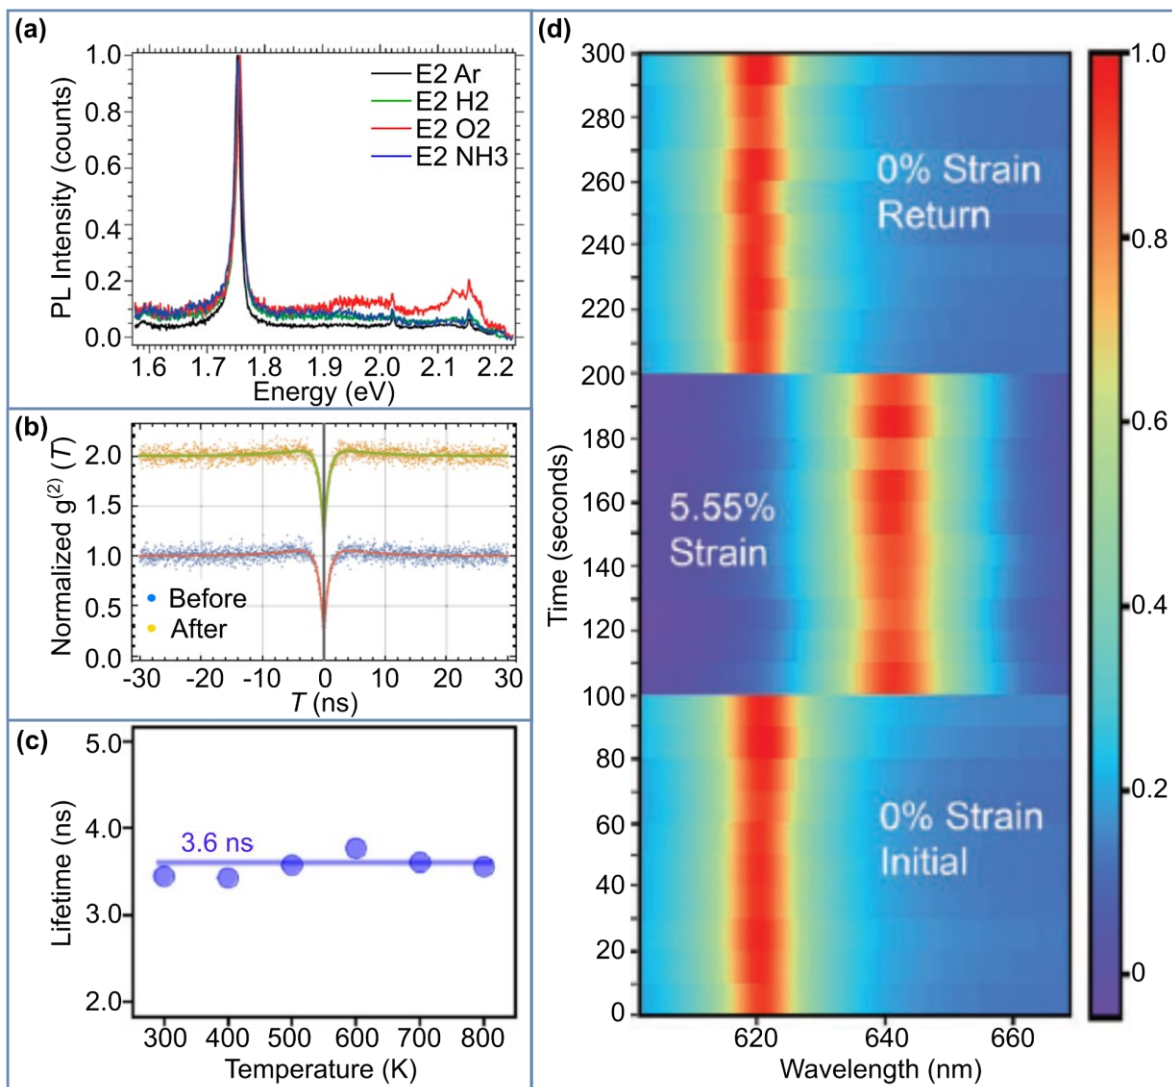 (a)
PL Intensity (counts)
1.0
0.8
0.6
0.4
0.2
0.0
E2 Ar
E2 H2
E2 O2
E2 NH3
1.6 1.7 1.8 1.9 2.0 2.1 2.2
Energy (eV)
(b)
Normalized g(2) (T)
2.0
1.5
1.0
0.5
0.0
Before
After
-30 -20 -10 0 10 20 30
T (ns)
(c)
Lifetime (ns)
5.0
4.0
3.0
2.0
3.6 ns
300 400 500 600 700 800
Temperature (K)
(d)
Time (seconds)
300
280
260
240
220
200
180
160
140
120
100
80
60
40
20
0
0% Strain
Return
5.55%
Strain
0% Strain
Initial
620 640 660
Wavelength (nm)
1.0
0.8
0.6
0.4
0.2
0